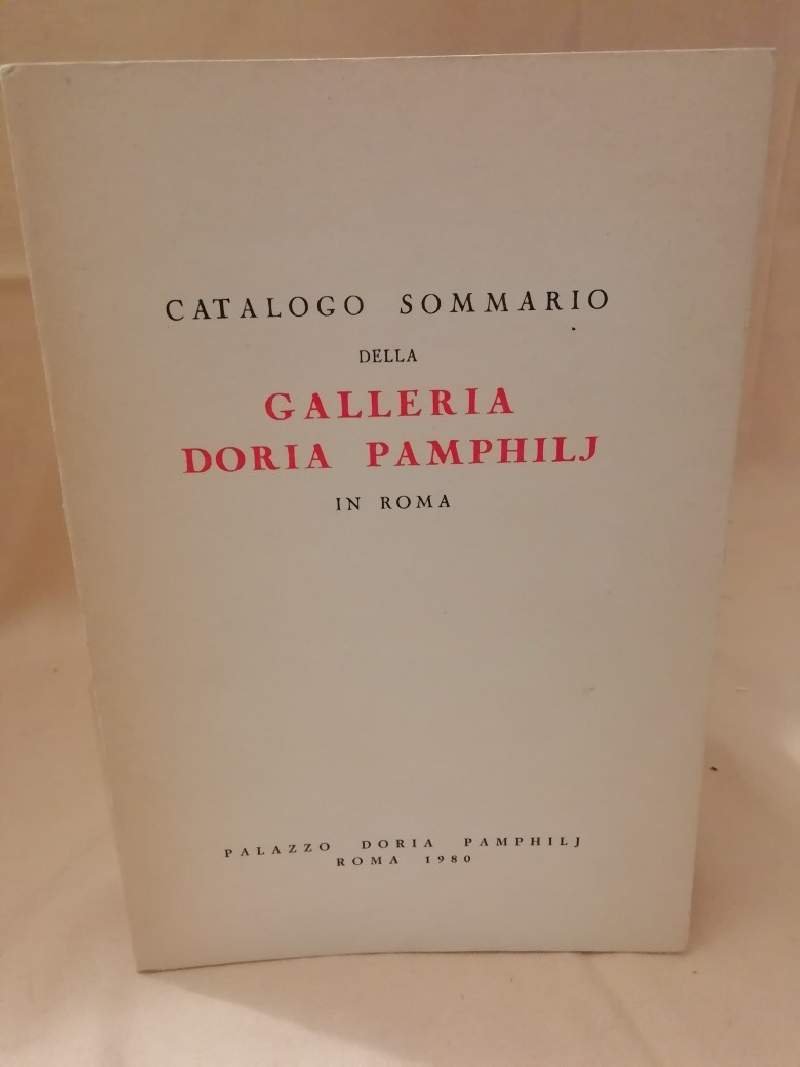 CATALOGO SOMMARIO
DELLA
GALLERIA
DORIA PAMPHILJ
IN ROMA
PALAZZO DORIA PAMPHILJ
ROMA 1980